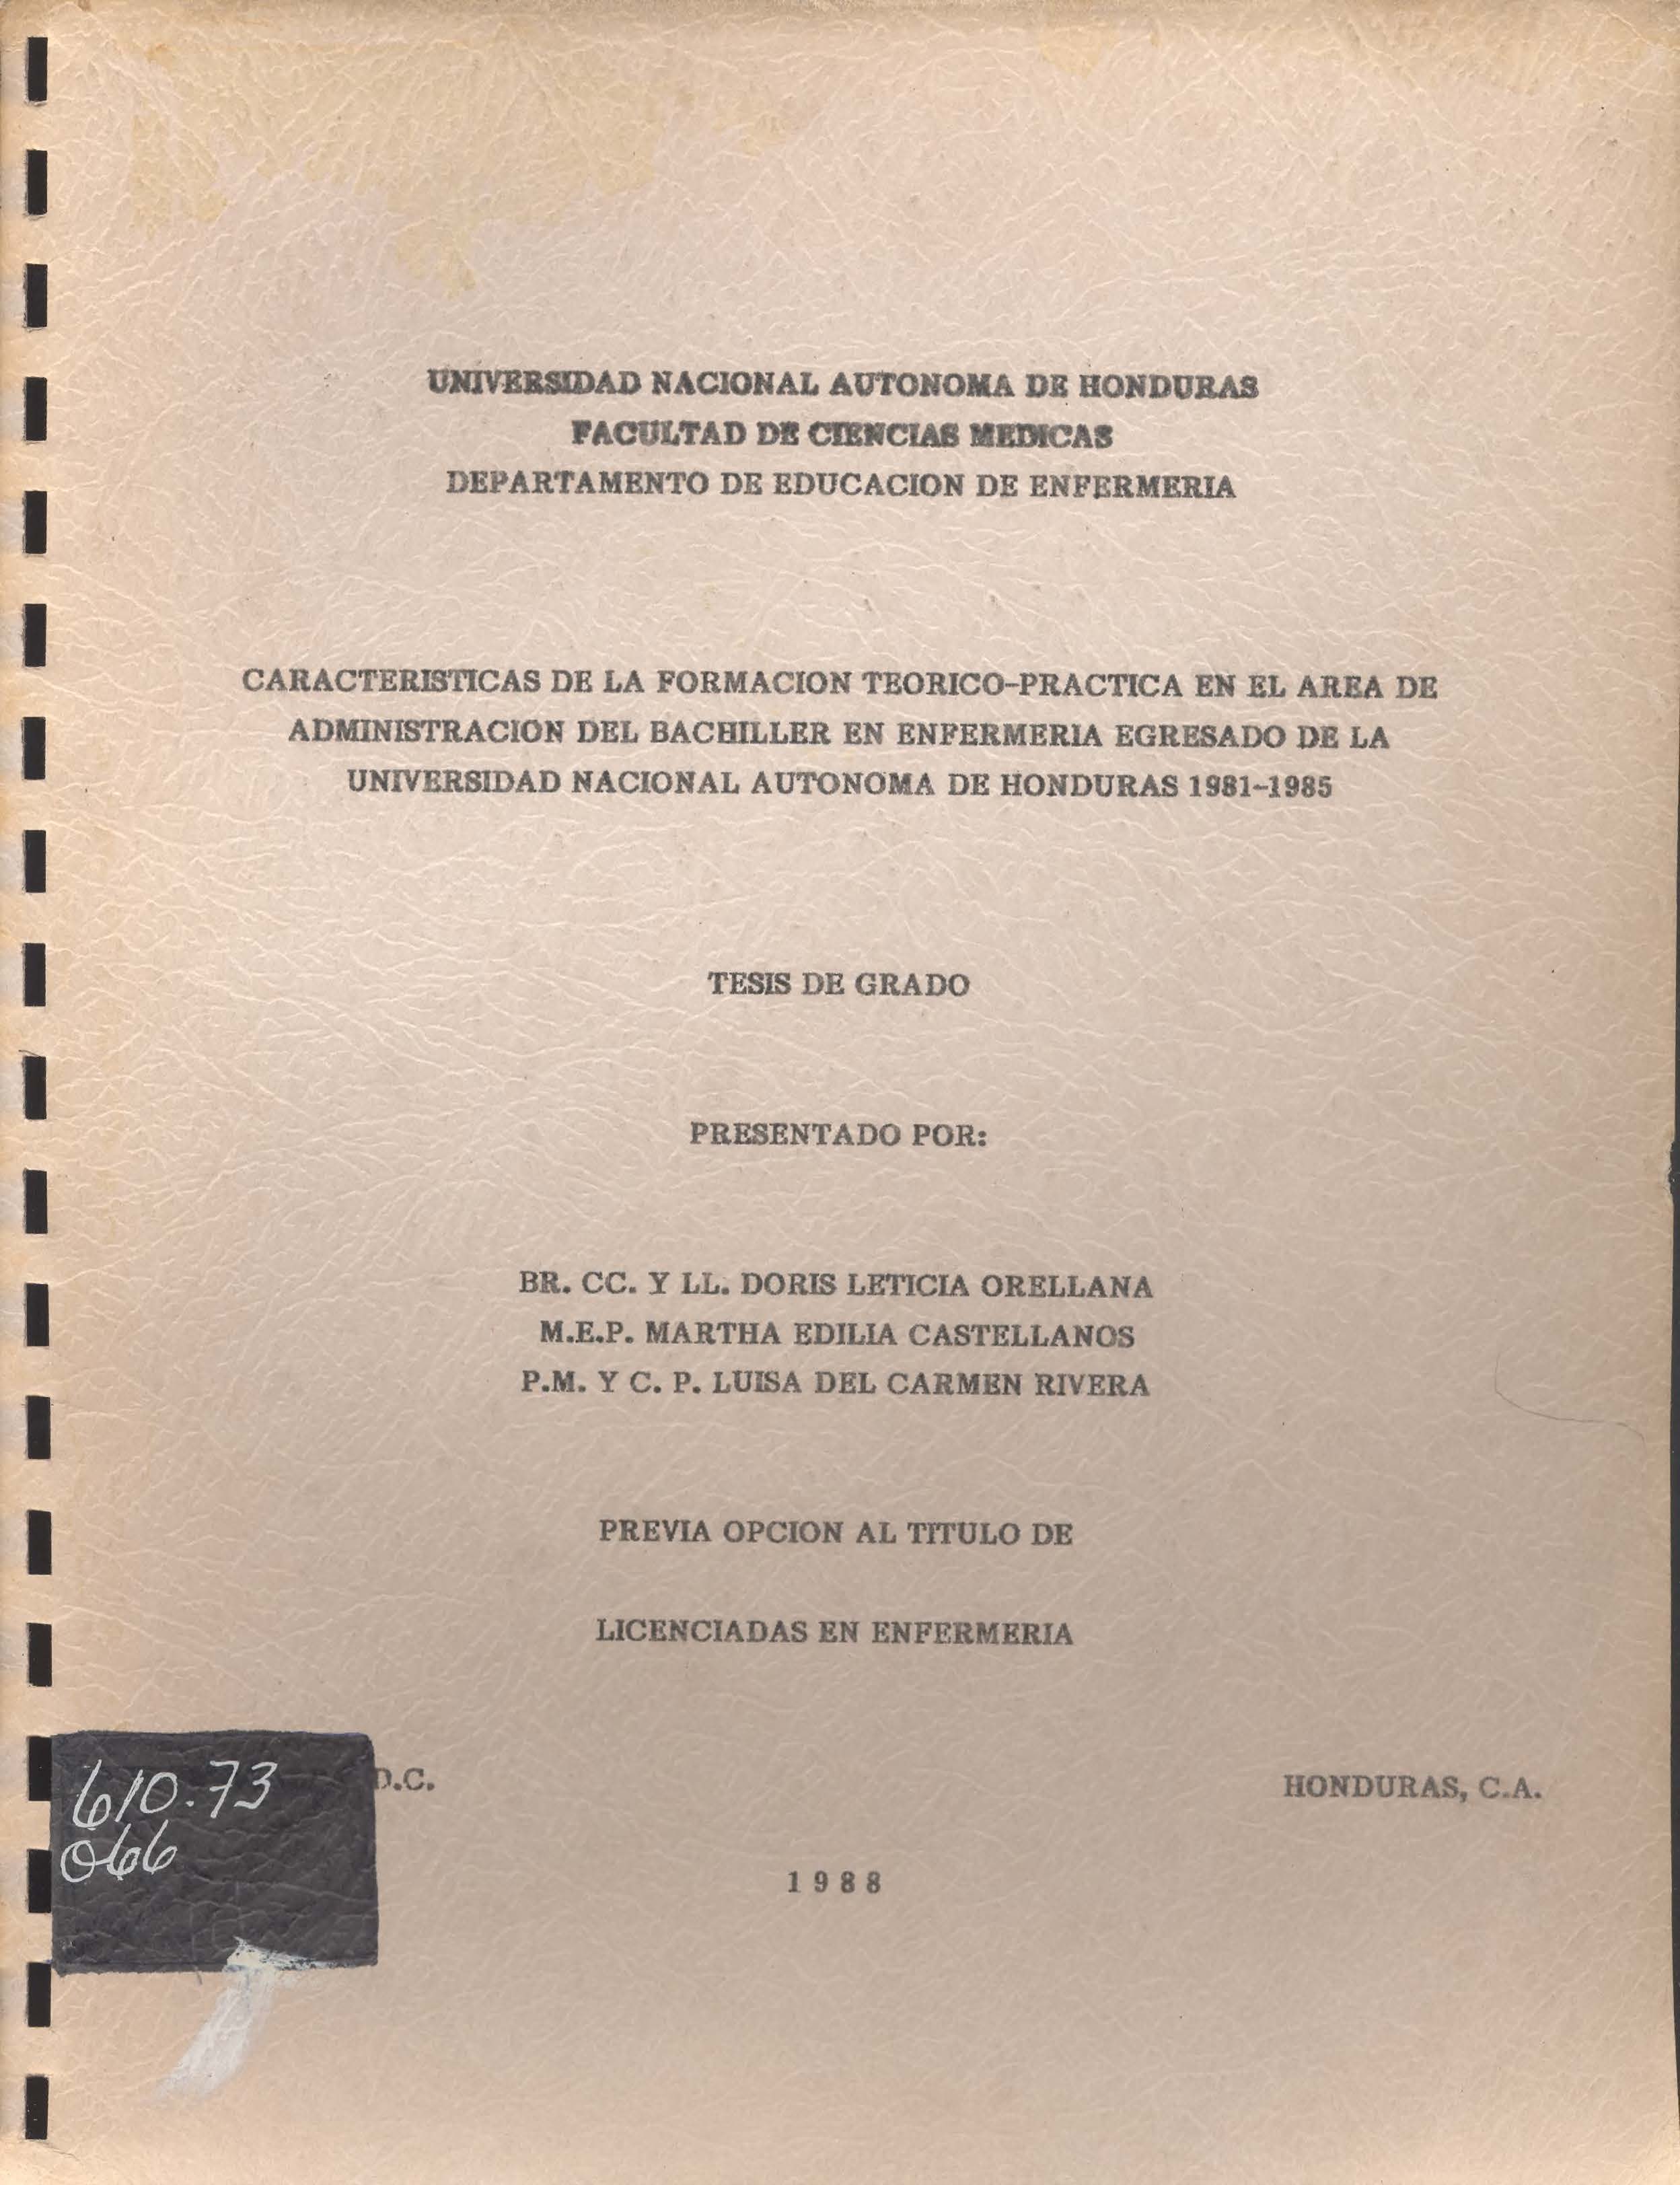 UNIVERSIDAD NACIONAL AUTONOMA DE HONDURAS
FACULTAD DE CIENCIAS MEDICAS
DEPARTAMENTO DE EDUCACION DE ENFERMERIA
CARACTERISTICAS DE LA FORMACION TEORICO-PRACTICA EN EL AREA DE
ADMINISTRACION DEL BACHILLER EN ENFERMERIA EGRESADO DE LA
UNIVERSIDAD NACIONAL AUTONOMA DE HONDURAS 1981-1985
TESIS DE GRADO
PRESENTADO POR:
BR. CC. Y LL. DORIS LETICIA ORELLANA
M.E.P. MARTHA EDILIA CASTELLANOS
P.M. Y C. P. LUISA DEL CARMEN RIVERA
PREVIA OPCION AL TITULO DE
LICENCIADAS EN ENFERMERIA
D.C. HONDURAS, C.A.
610.73
O66
1988